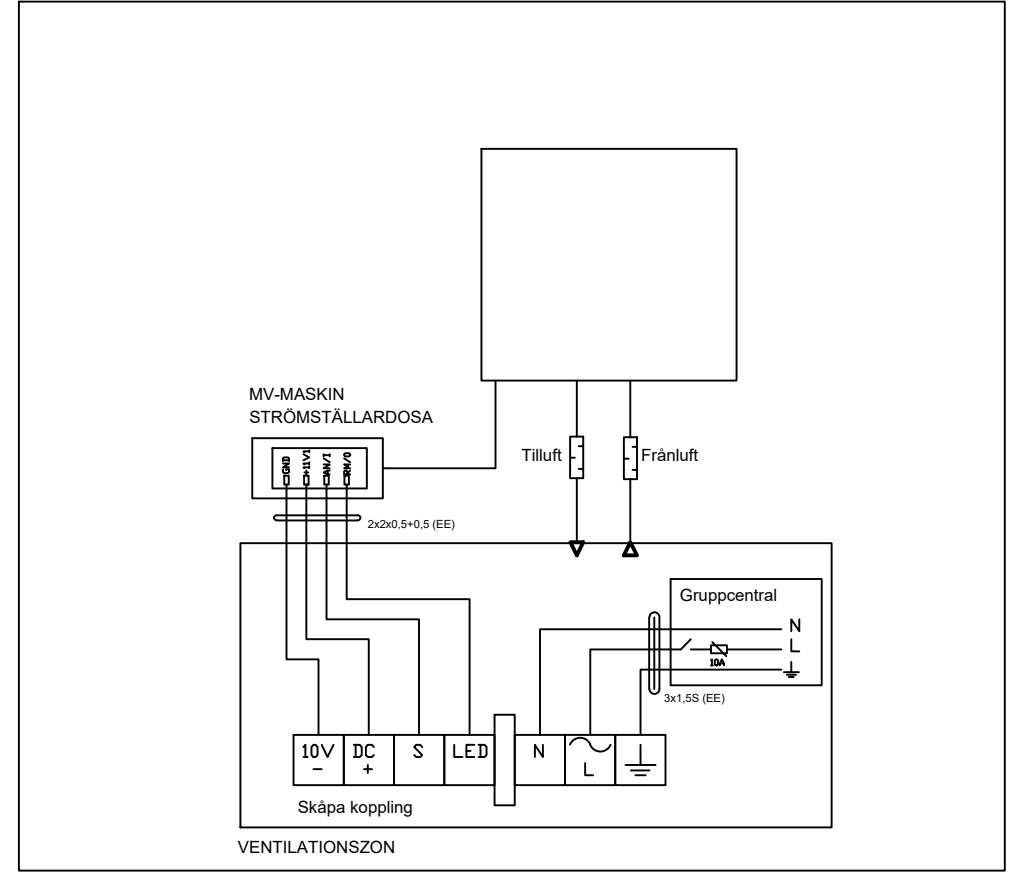 MV-MASKIN
STRÖMSTÄLLARDOSA
GND
+11V1
AN/I
RM/O
2x2x0,5+0,5 (EE)
Tilluft
Frånluft
Gruppcentral
N
L
10A
3x1,5S (EE)
10V
-
DC
+
S
LED
N
L
Skåpa koppling
VENTILATIONSZON